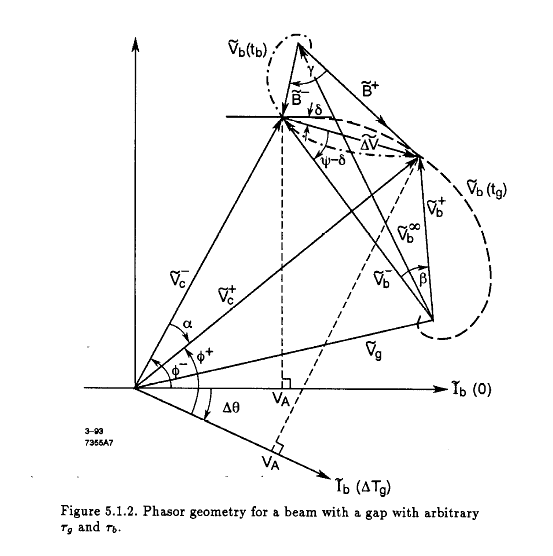 Ṽb(tb)
γ
B̃⁻
B̃⁺
δ
ΔṼ
ψ–δ
Ṽb(tg)
Ṽb⁺
Ṽb∞
Ṽb⁻
β
Ṽc⁻
Ṽc⁺
α
Ṽg
ϕ⁻
ϕ⁺
Δθ
VA
Ĩb (0)
3–93
7355A7
VA
Ĩb (ΔTg)
Figure 5.1.2. Phasor geometry for a beam with a gap with arbitrary
τg and τb.